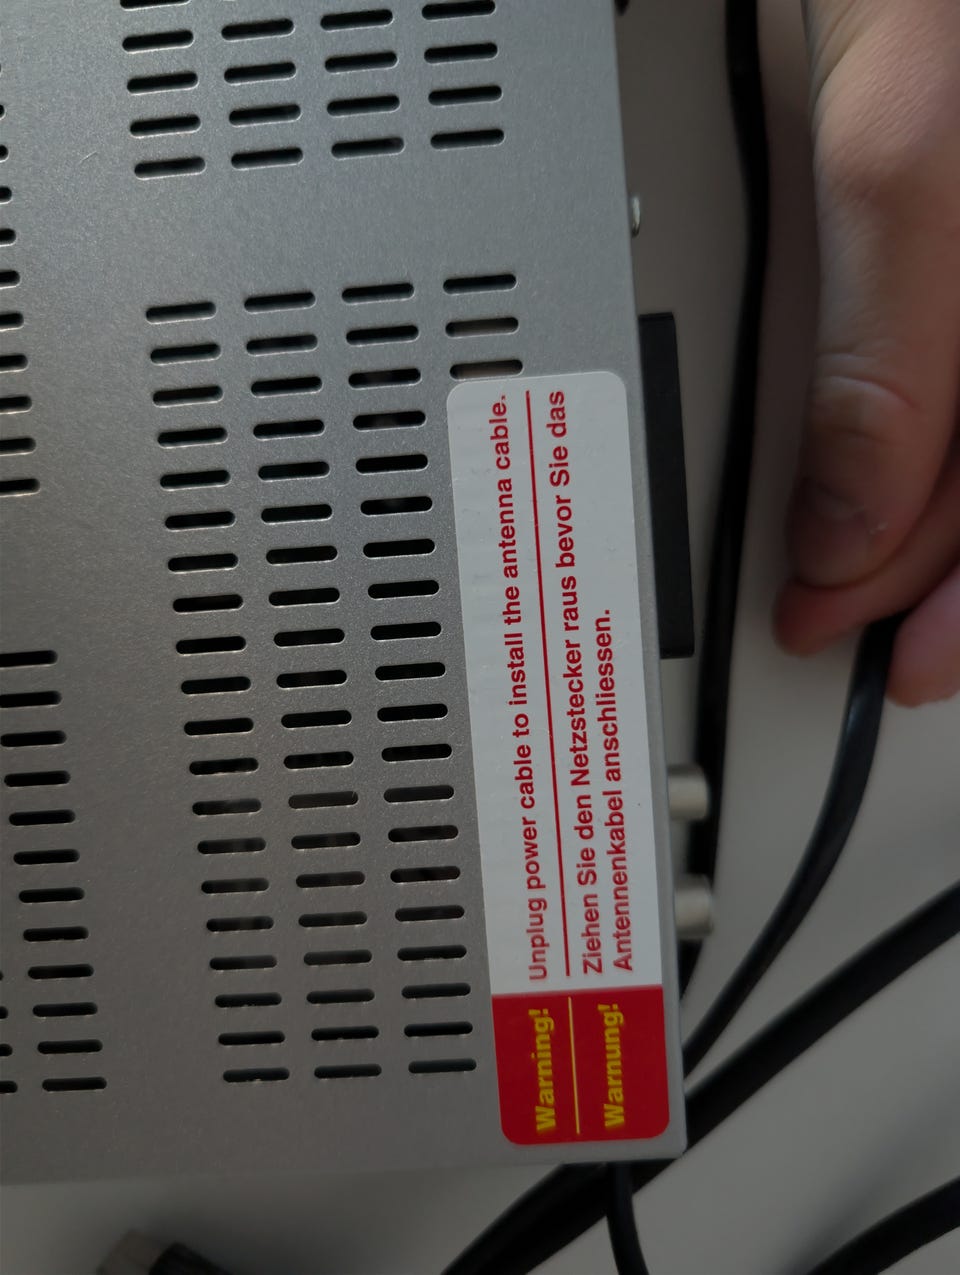 Warning!
Unplug power cable to install the antenna cable.
Warnung!
Ziehen Sie den Netzstecker raus bevor Sie das
Antennenkabel anschliessen.